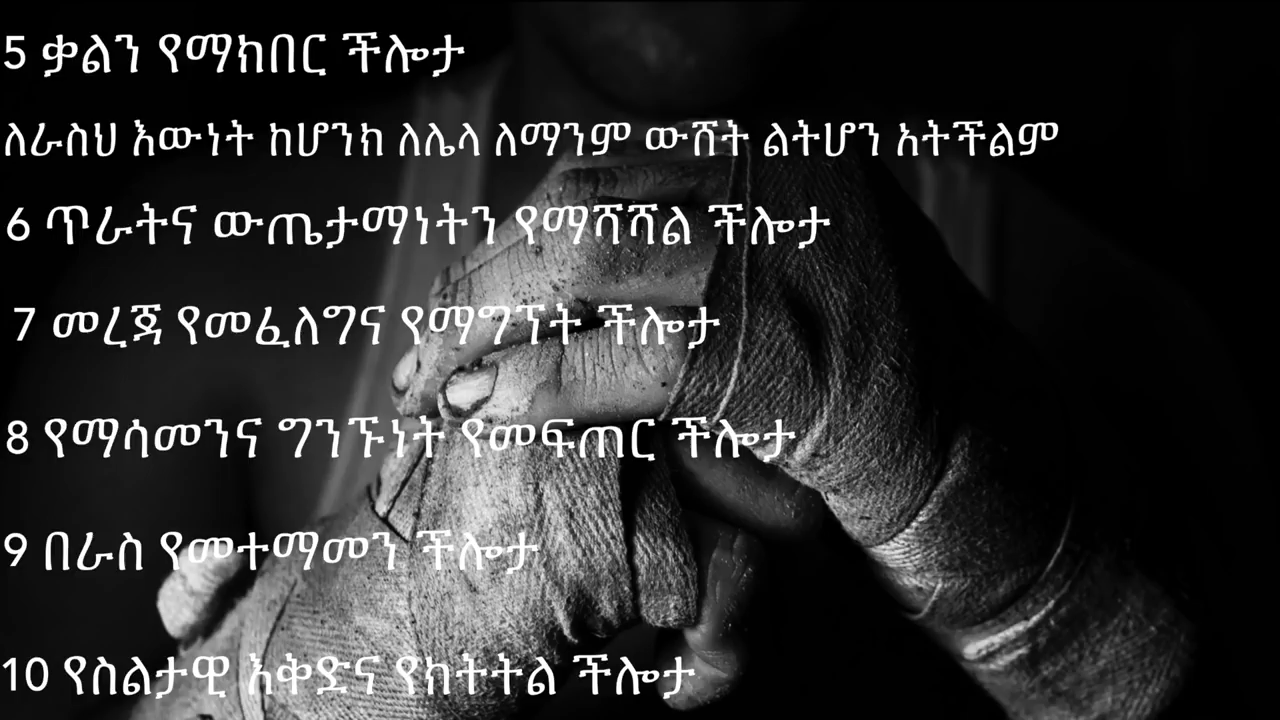 5 ቃልን የማክበር ችሎታ
ለራስህ እውነት ከሆንክ ለሌላ ለማንም ውሸት ልትሆን አትችልም
6 ጥራትና ውጤታማነትን የማሻሻል ችሎታ
7 መረጃ የመፈለግና የማግኘት ችሎታ
8 የማሳመንና ግንኙነት የመፍጠር ችሎታ
9 በራስ የመተማመን ችሎታ
10 የስልታዊ እቅድና የክትትል ችሎታ